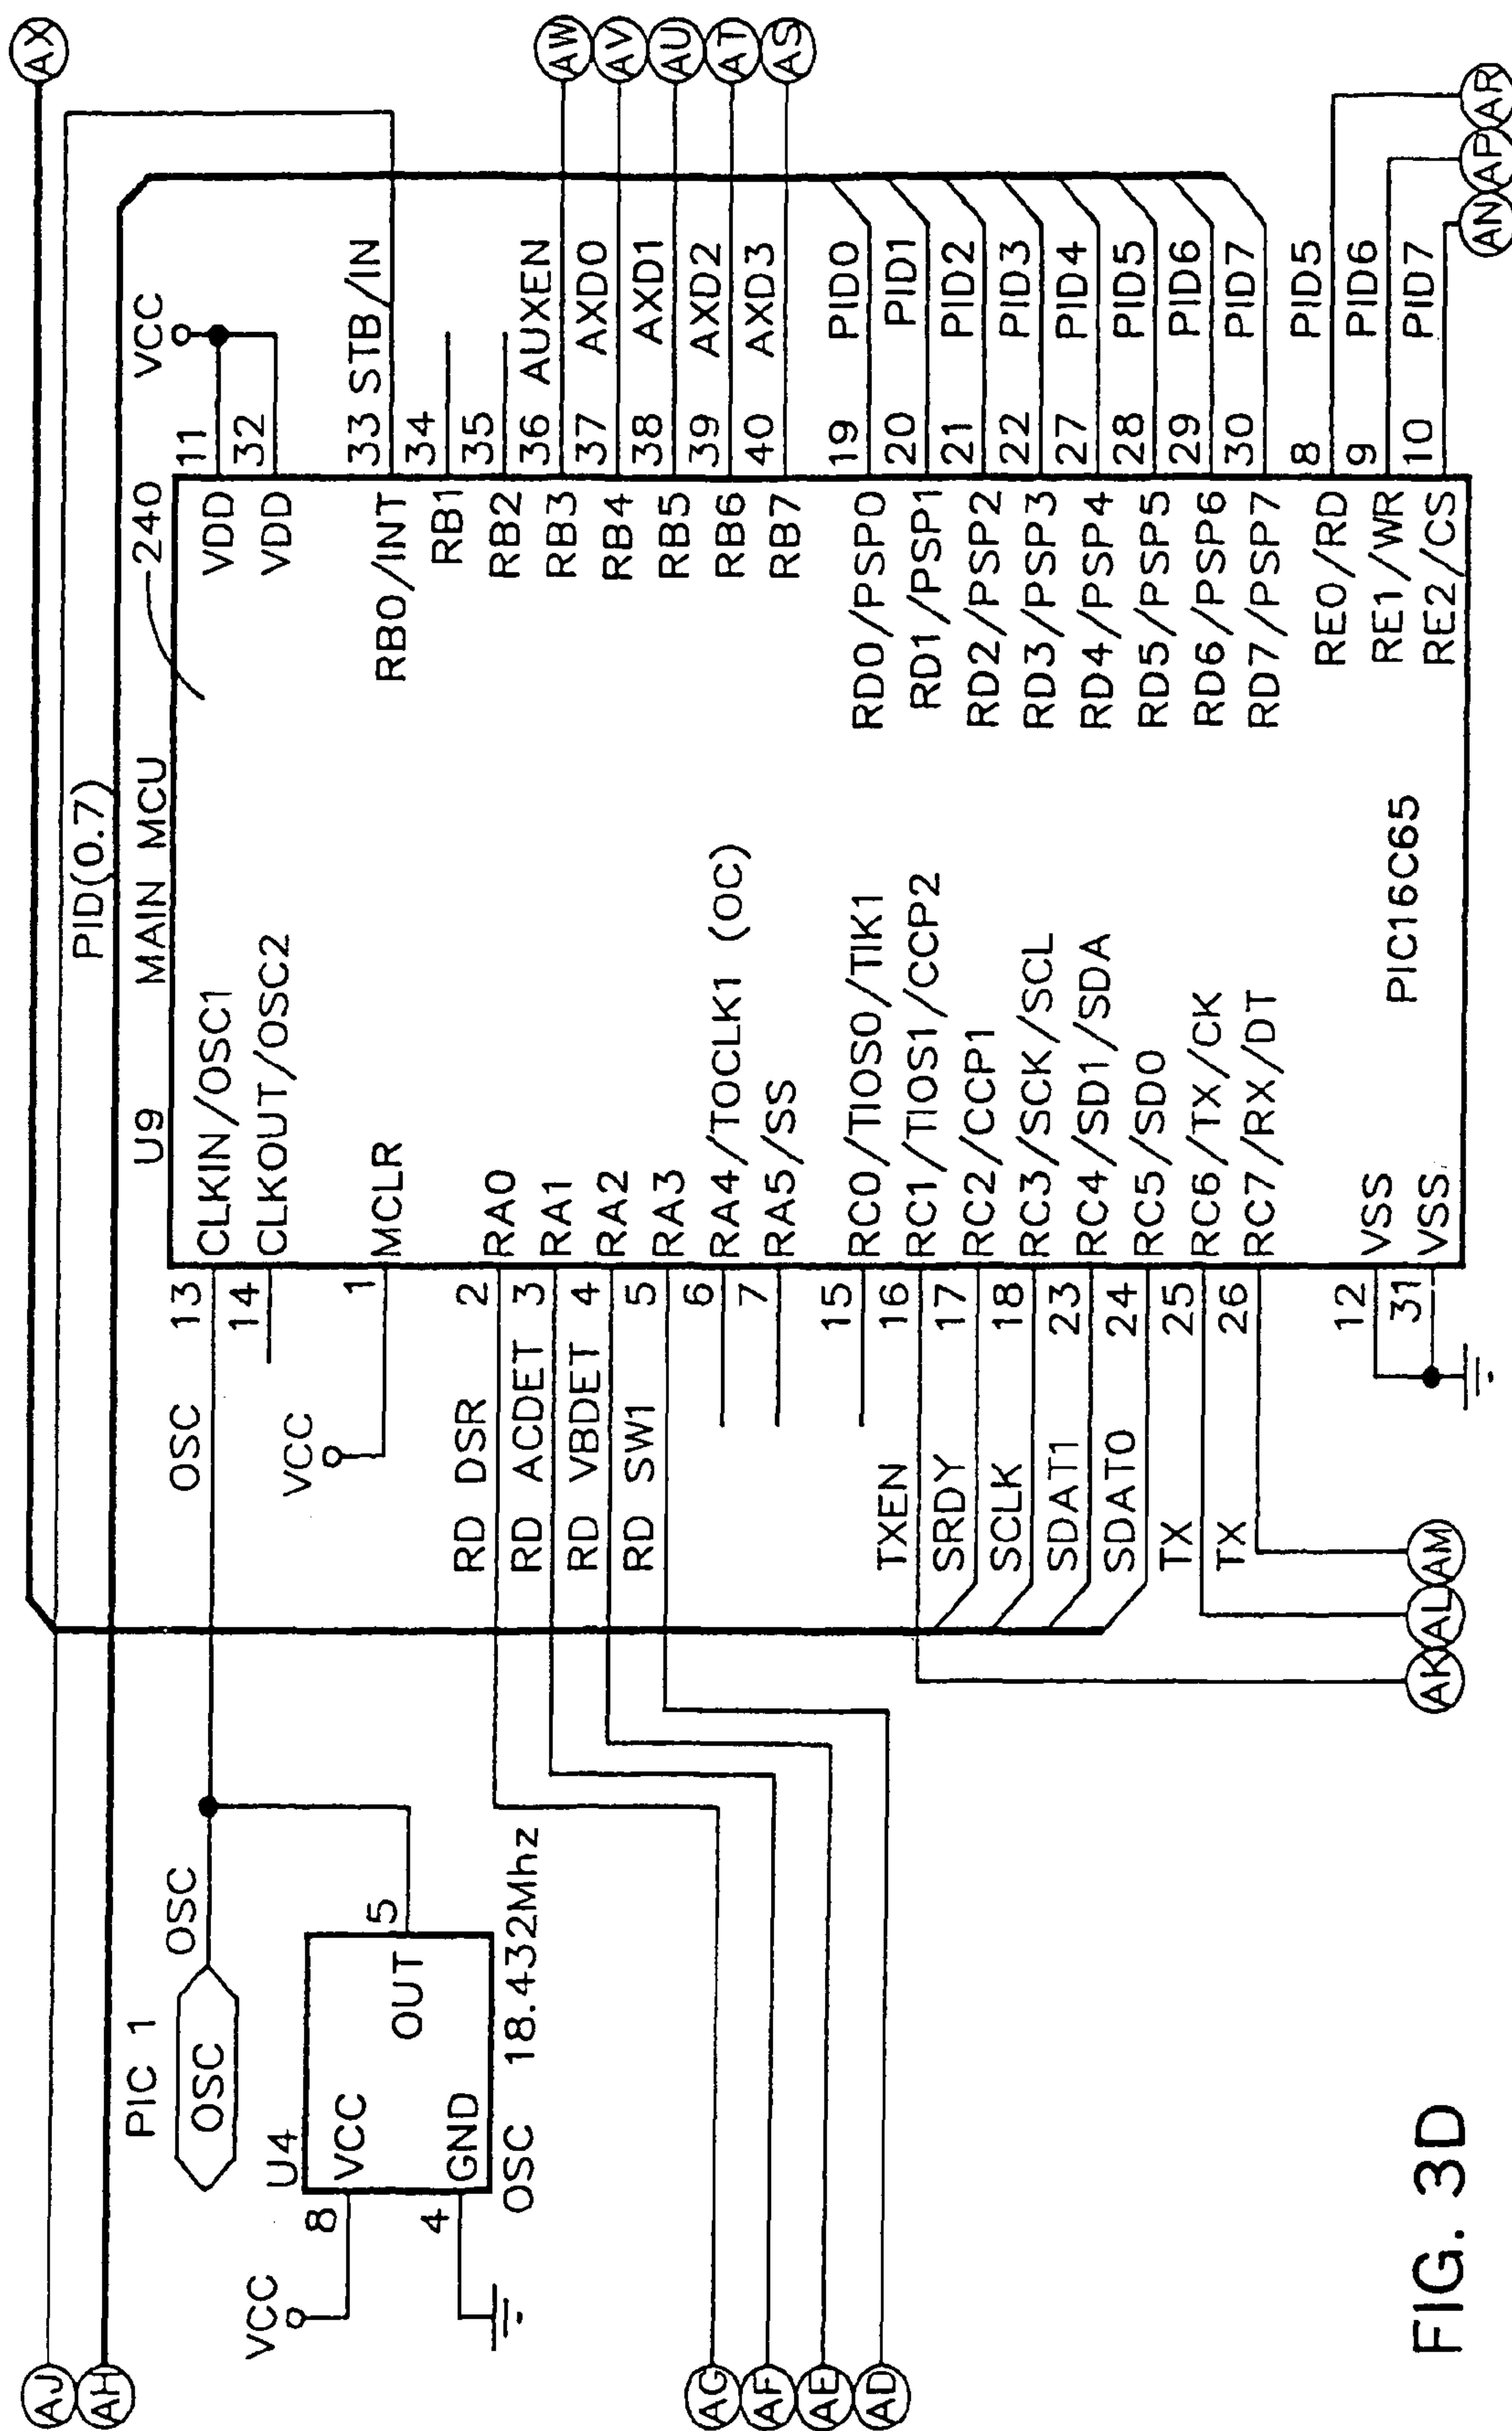 AX
AJ
AH
PID(0.7)
PIC 1
OSC
OSC
U4
VCC
8
VCC
OUT
5
4
GND
OSC 18.432Mhz
U9 MAIN MCU 240
OSC 13 CLKIN/OSC1
14 CLKOUT/OSC2
VCC
1 MCLR
RD DSR 2 RA0
RD ACDET 3 RA1
RD VBDET 4 RA2
RD SW1 5 RA3
6 RA4/TOCLK1 (OC)
7 RA5/SS
15 RC0/TIOS0/TIK1
TXEN 16 RC1/TIOS1/CCP2
SRDY 17 RC2/CCP1
SCLK 18 RC3/SCK/SCL
SDAT1 23 RC4/SD1/SDA
SDAT0 24 RC5/SD0
TX 25 RC6/TX/CK
TX 26 RC7/RX/DT
12 VSS
31 VSS
PIC16C65
VCC
VDD 11
VDD 32
RB0/INT 33 STB/IN
RB1 34
RB2 35
RB3 36 AUXEN AW
RB4 37 AXD0 AV
RB5 38 AXD1 AU
RB6 39 AXD2 AT
RB7 40 AXD3 AS
RD0/PSP0 19 PID0
RD1/PSP1 20 PID1
RD2/PSP2 21 PID2
RD3/PSP3 22 PID3
RD4/PSP4 27 PID4
RD5/PSP5 28 PID5
RD6/PSP6 29 PID6
RD7/PSP7 30 PID7
RE0/RD 8 PID5
RE1/WR 9 PID6
RE2/CS 10 PID7
AG
AF
AE
AD
AK AL AM
AN AP AR
FIG. 3D